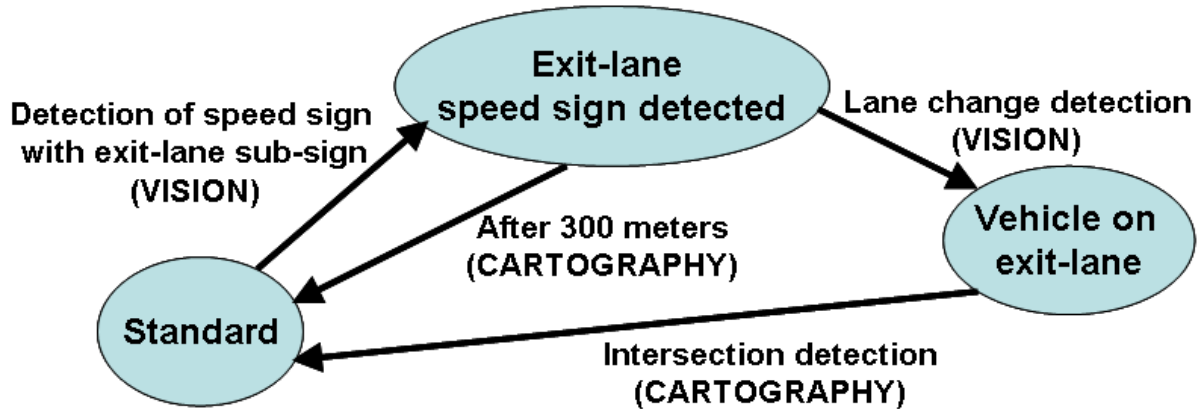 Exit-lane
speed sign detected
Detection of speed sign
with exit-lane sub-sign
(VISION)
Lane change detection
(VISION)
After 300 meters
(CARTOGRAPHY)
Vehicle on
exit-lane
Standard
Intersection detection
(CARTOGRAPHY)